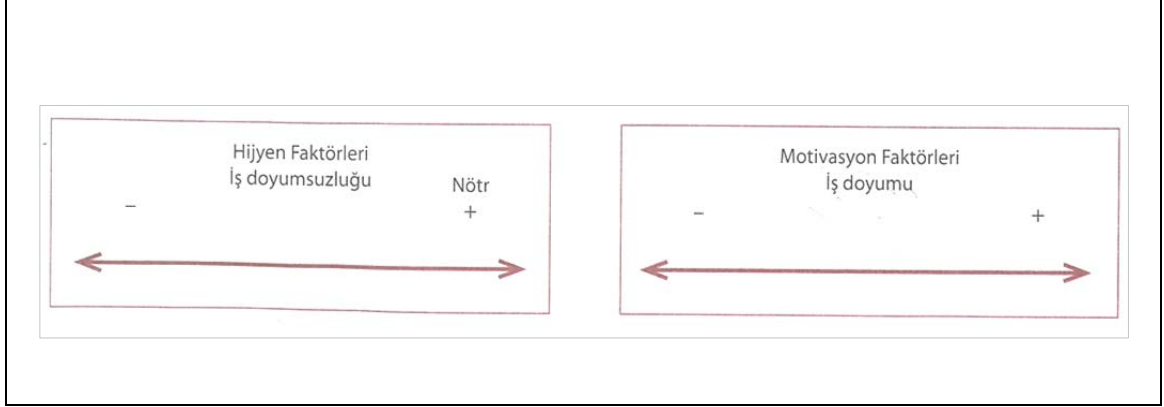 Hijyen Faktörleri
İş doyumsuzluğu
Nötr
– +
Motivasyon Faktörleri
İş doyumu
– +